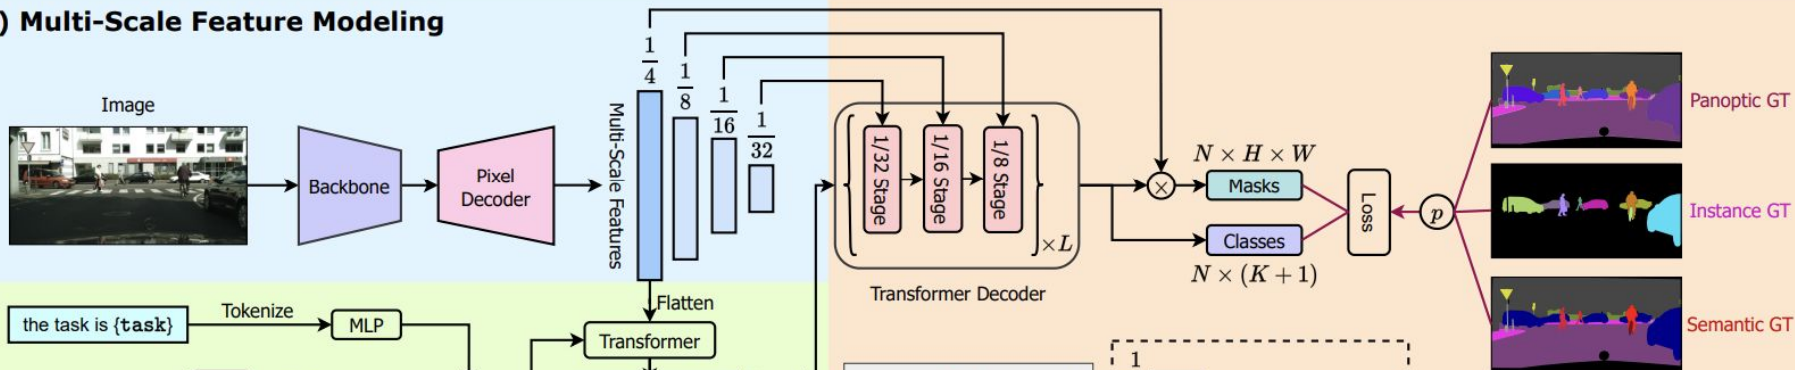 ) Multi-Scale Feature Modeling
Image
Backbone
Pixel
Decoder
Multi-Scale Features
1/4
1/8
1/16
1/32
1/32 Stage
1/16 Stage
1/8 Stage
×L
Transformer Decoder
×
N × H × W
Masks
Classes
N × (K + 1)
Loss
p
Panoptic GT
Instance GT
Semantic GT
the task is {task}
Tokenize
MLP
Flatten
Transformer
1